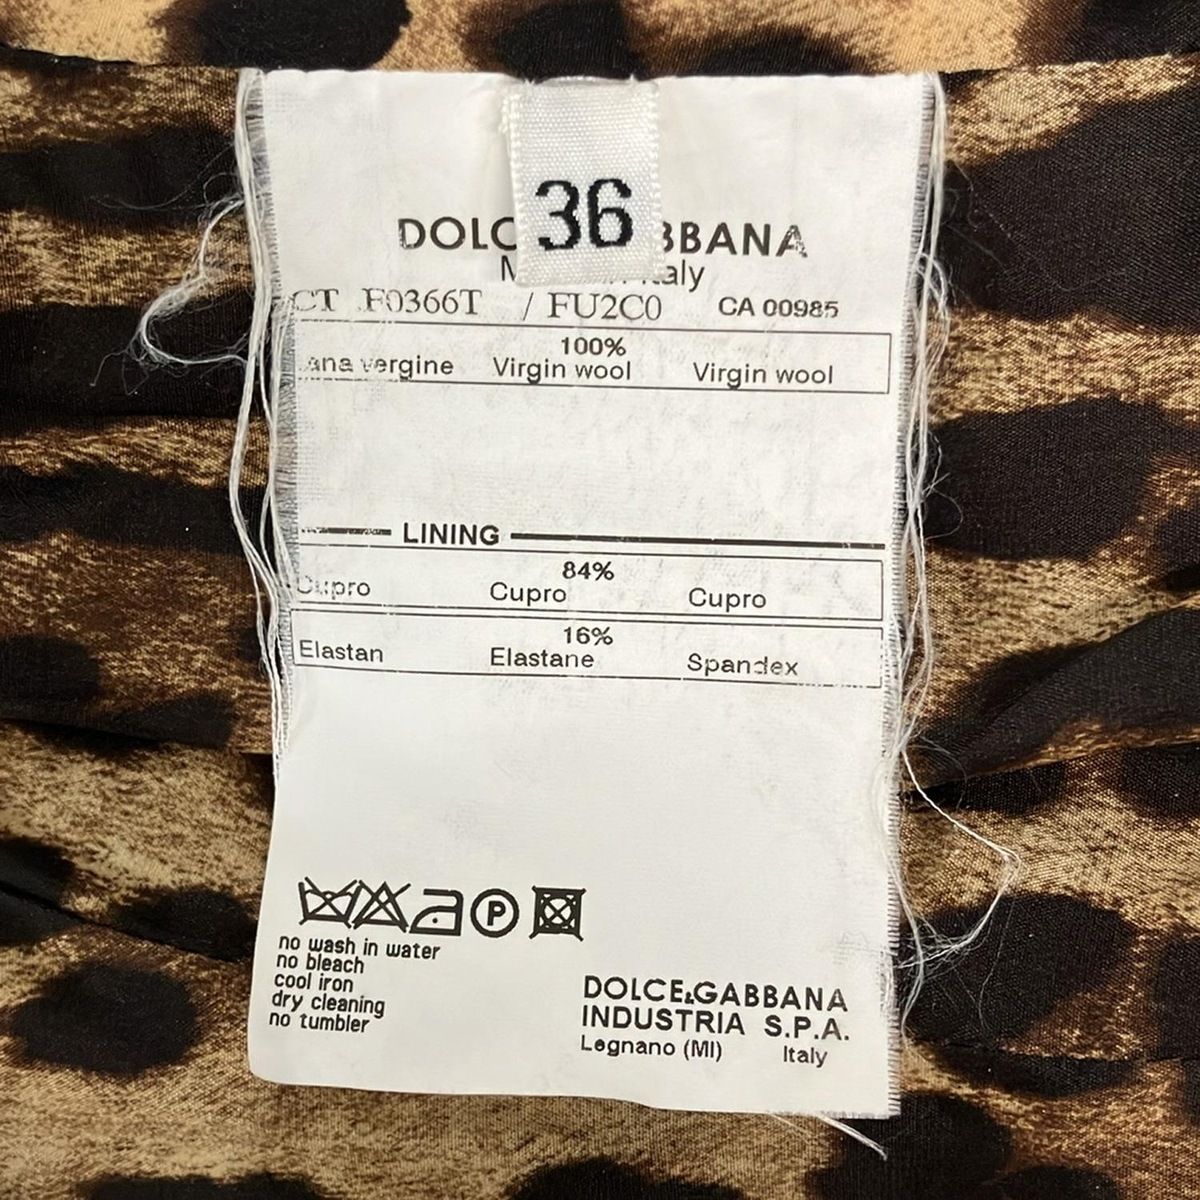 36
DOLC BBANA
M aly
CT F0366T / FU2C0 CA 00985
100%
ana vergine Virgin wool Virgin wool
LINING
84%
Cupro Cupro Cupro
16%
Elastan Elastane Spandex
P
no wash in water
no bleach
cool iron
dry cleaning
no tumbler
DOLCE&GABBANA
INDUSTRIA S.P.A.
Legnano (MI) Italy